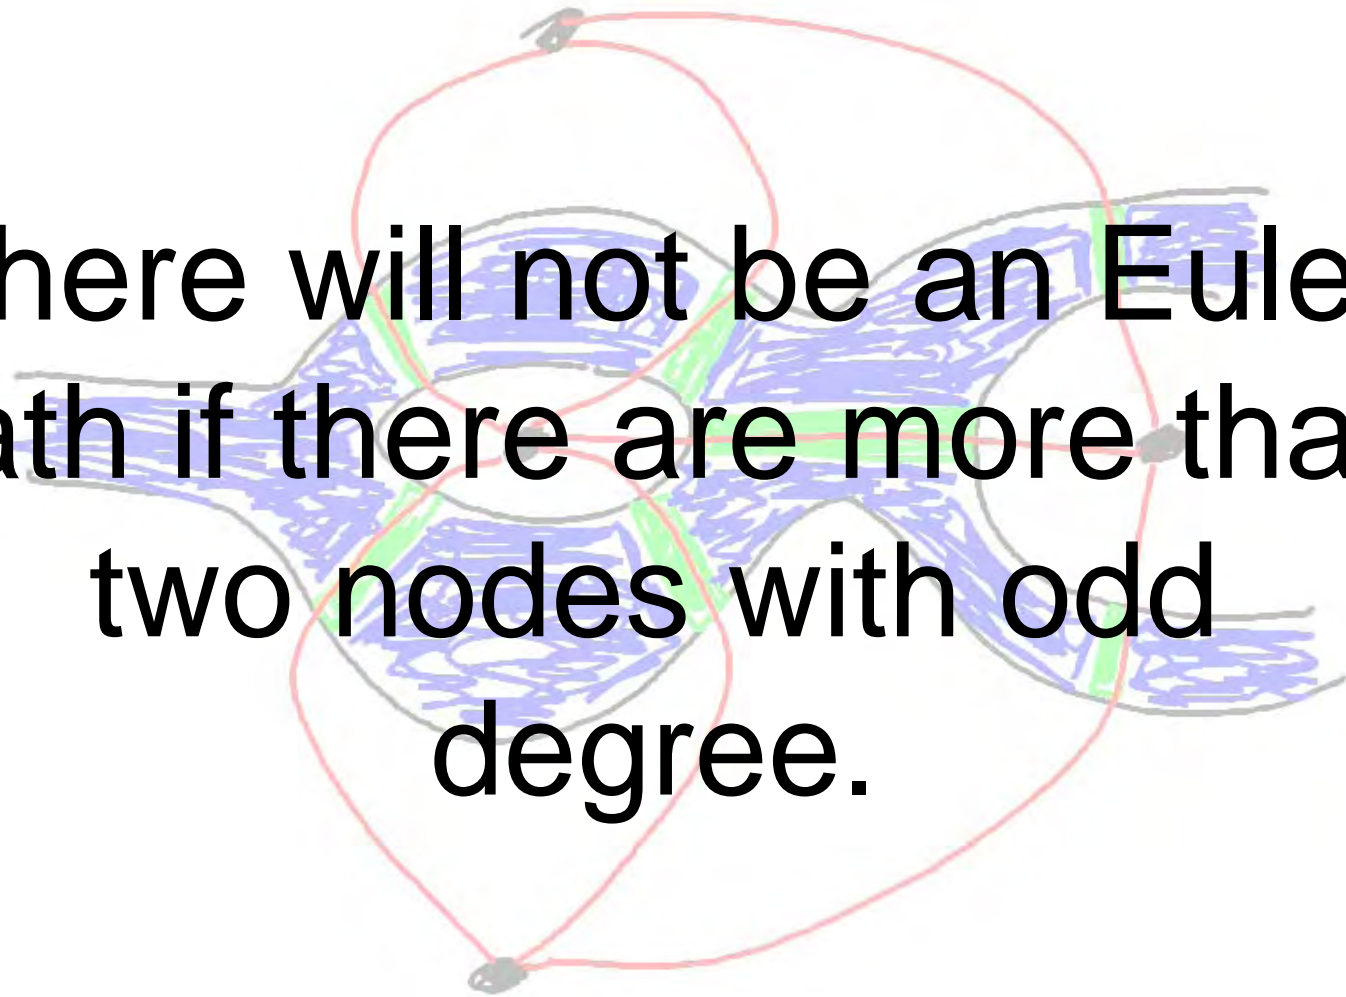 here will not be an Eule
ath if there are more tha
two nodes with odd
degree.